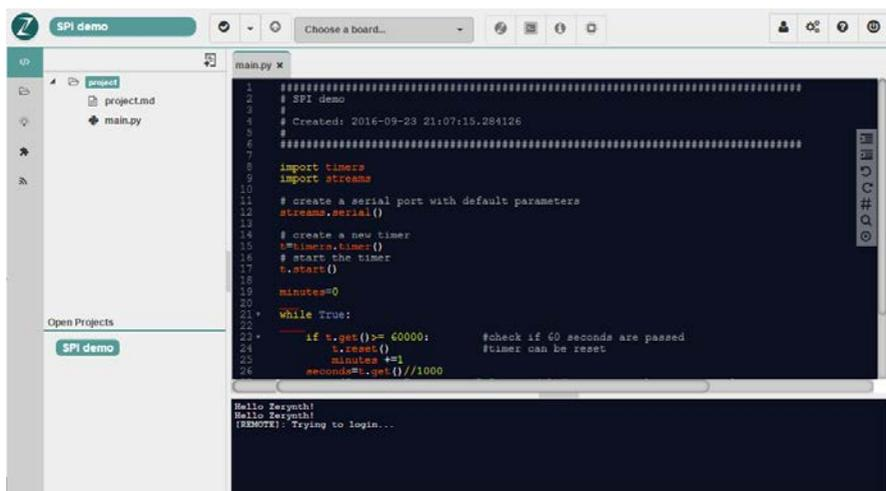 Z SPI demo
Choose a board...
main.py ×
project
project.md
main.py
Open Projects
SPI demo
1 ################################################################################
2 # SPI demo
3 #
4 # Created: 2016-09-23 21:07:15.284126
5 #
6 ################################################################################
7
8 import timers
9 import streams
10
11 # create a serial port with default parameters
12 streams.serial()
13
14 # create a new timer
15 t=timers.timer()
16 # start the timer
17 t.start()
18
19 minutes=0
20
21 while True:
22
23 if t.get()>= 60000: #check if 60 seconds are passed
24 t.reset() #timer can be reset
25 minutes +=1
26 seconds=t.get()//1000
Hello Zerynth!
Hello Zerynth!
[REMOTE]: Trying to login...